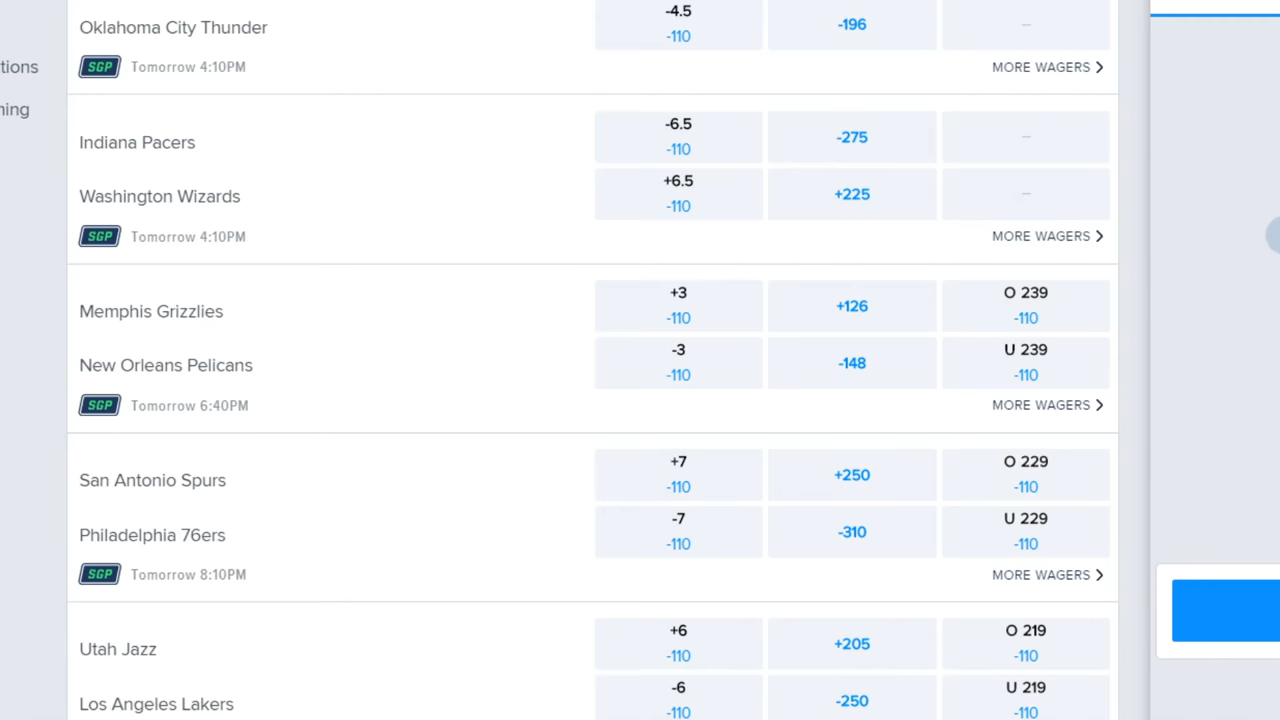 -4.5
Oklahoma City Thunder -196 –
-110
tions SGP Tomorrow 4:10PM MORE WAGERS
ning
-6.5
Indiana Pacers -275 –
-110
+6.5
Washington Wizards +225 –
-110
SGP Tomorrow 4:10PM MORE WAGERS
+3 O 239
Memphis Grizzlies +126
-110 -110
-3 U 239
New Orleans Pelicans -148
-110 -110
SGP Tomorrow 6:40PM MORE WAGERS
+7 O 229
San Antonio Spurs +250
-110 -110
-7 U 229
Philadelphia 76ers -310
-110 -110
SGP Tomorrow 8:10PM MORE WAGERS
+6 O 219
Utah Jazz +205
-110 -110
-6 U 219
Los Angeles Lakers -250
-110 -110